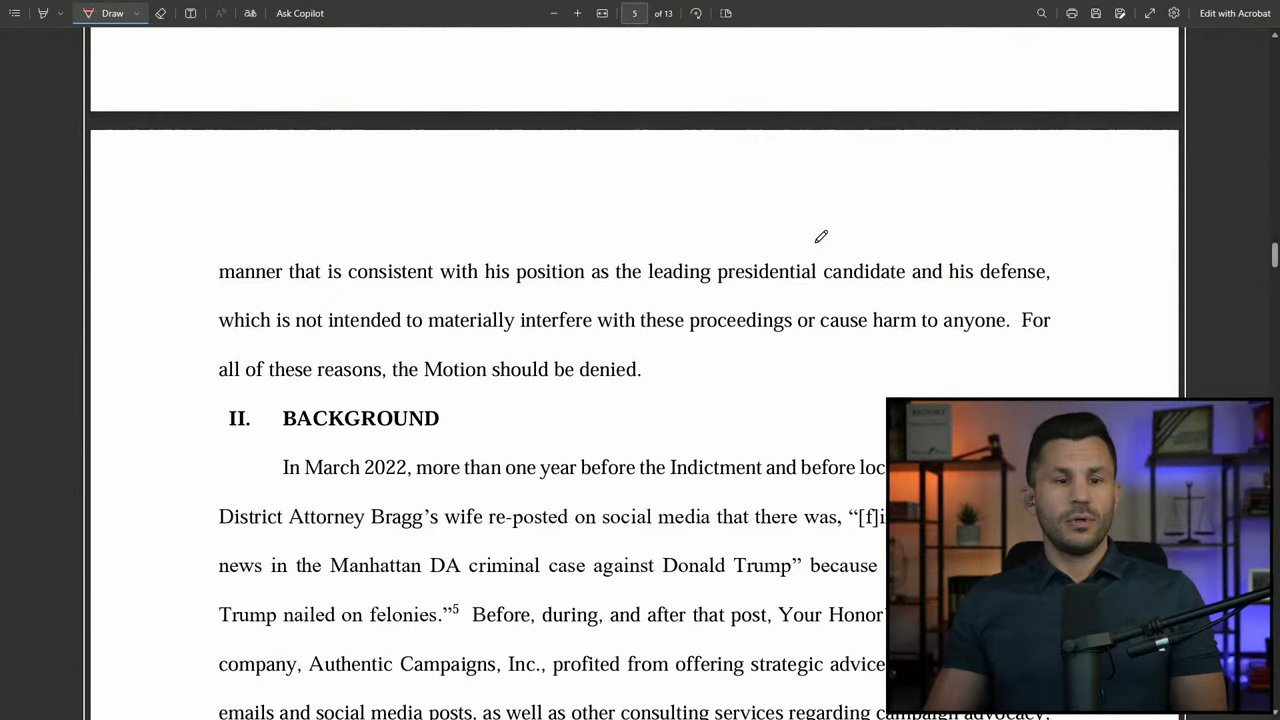 Draw
Ask Copilot
5 of 13
Edit with Acrobat
manner that is consistent with his position as the leading presidential candidate and his defense,
which is not intended to materially interfere with these proceedings or cause harm to anyone. For
all of these reasons, the Motion should be denied.
II. BACKGROUND
In March 2022, more than one year before the Indictment and before
District Attorney Bragg’s wife re-posted on social media that there was,
news in the Manhattan DA criminal case against Donald Trump” because
Trump nailed on felonies.”5 Before, during, and after that post, Your
company, Authentic Campaigns, Inc., profited from offering strategic advice
emails and social media posts, as well as other consulting services regarding campaign advocacy,